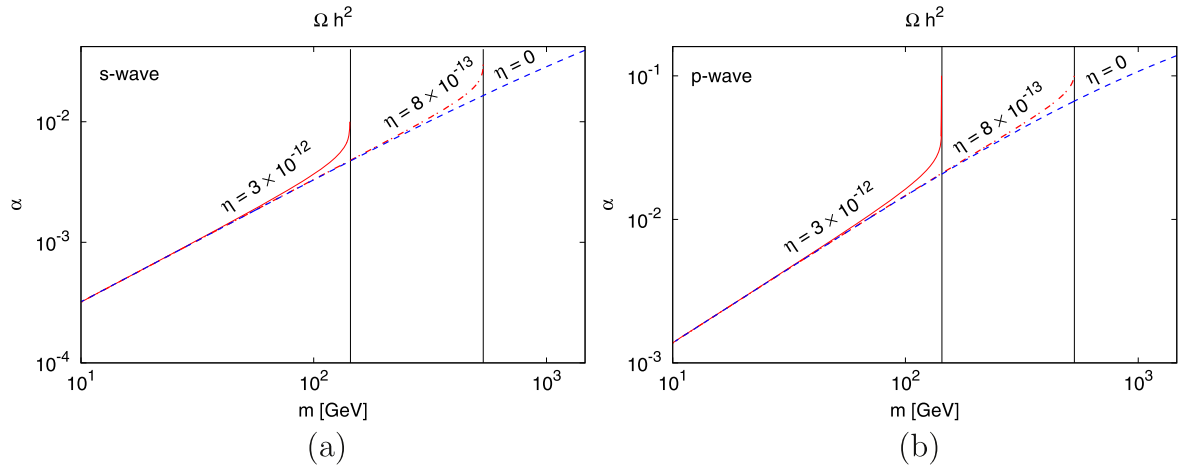 Ω h²
s-wave
η = 3 × 10⁻¹²
η = 8 × 10⁻¹³
η = 0
α
10⁻²
10⁻³
10⁻⁴
10¹ 10² 10³
m [GeV]
(a)
Ω h²
p-wave
η = 3 × 10⁻¹²
η = 8 × 10⁻¹³
η = 0
α
10⁻¹
10⁻²
10⁻³
10¹ 10² 10³
m [GeV]
(b)